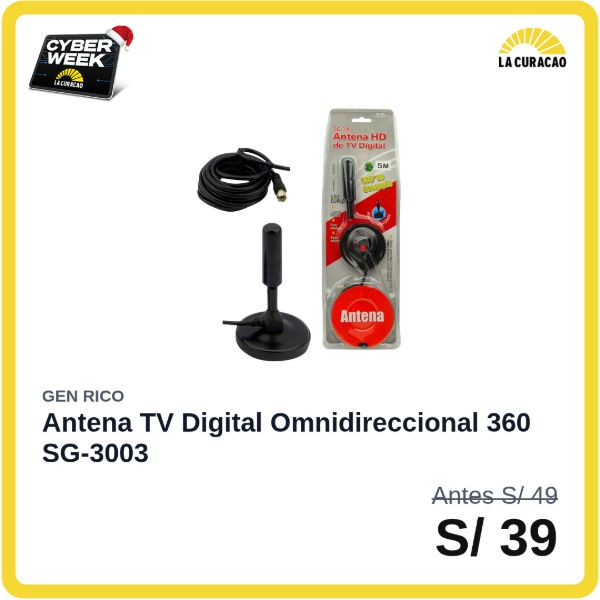 CYBER
WEEK
LA CURACAO
LA CURACAO
Antena HD
de TV Digital
5M
Antena
GEN RICO
Antena TV Digital Omnidireccional 360
SG-3003
Antes S/ 49
S/ 39